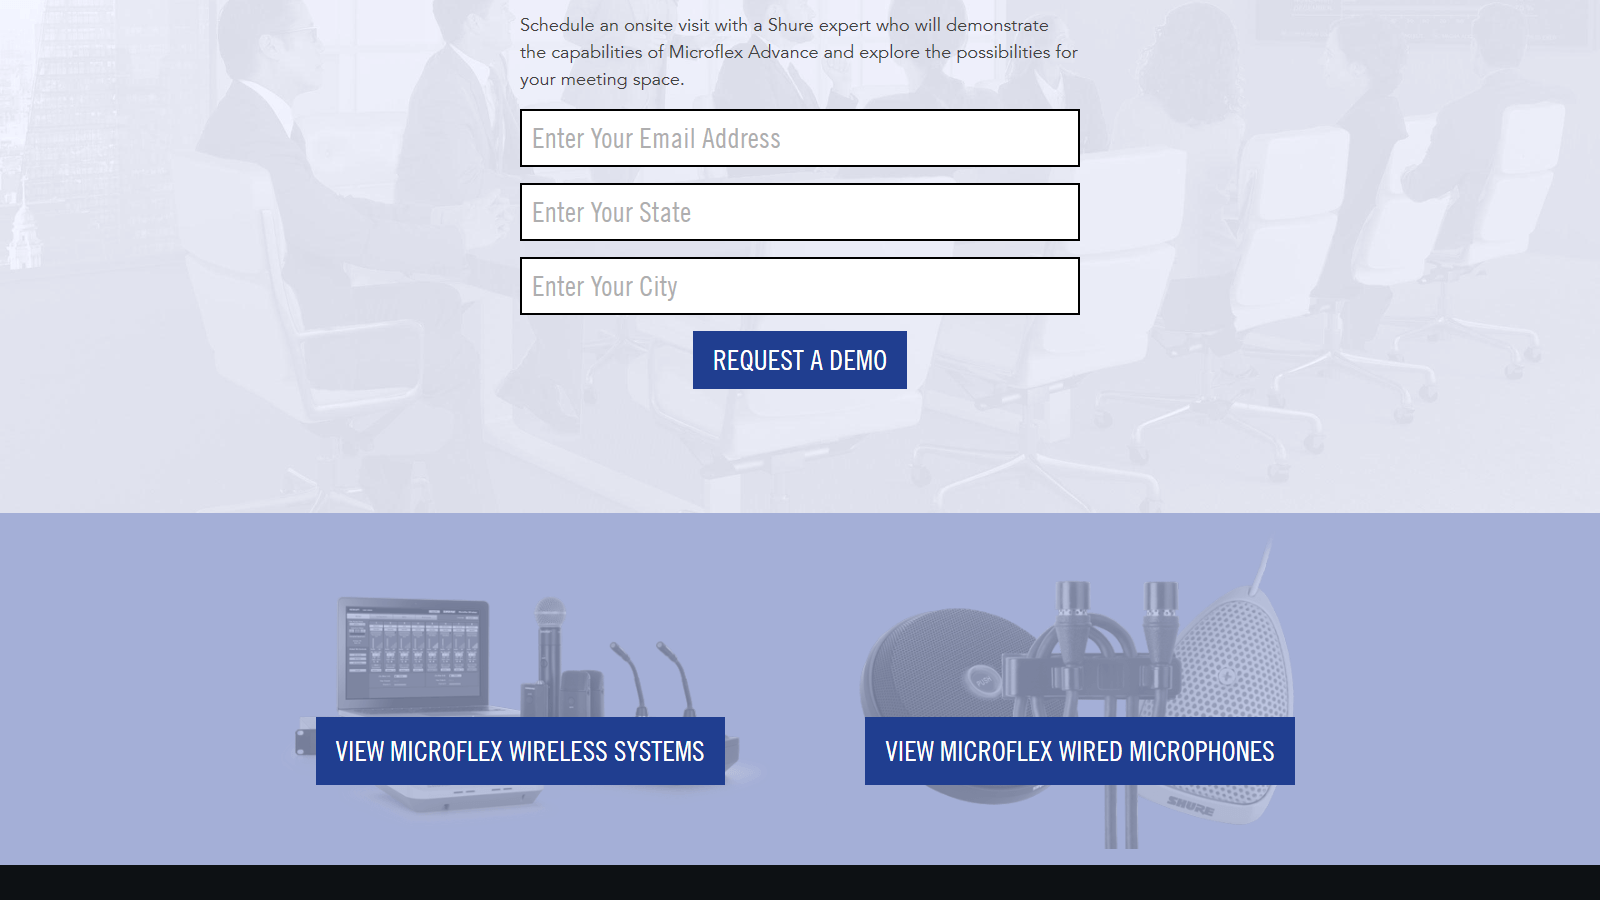 Schedule an onsite visit with a Shure expert who will demonstrate
the capabilities of Microflex Advance and explore the possibilities for
your meeting space.
Enter Your Email Address
Enter Your State
Enter Your City
REQUEST A DEMO
PUSH
SHURE
VIEW MICROFLEX WIRELESS SYSTEMS
VIEW MICROFLEX WIRED MICROPHONES